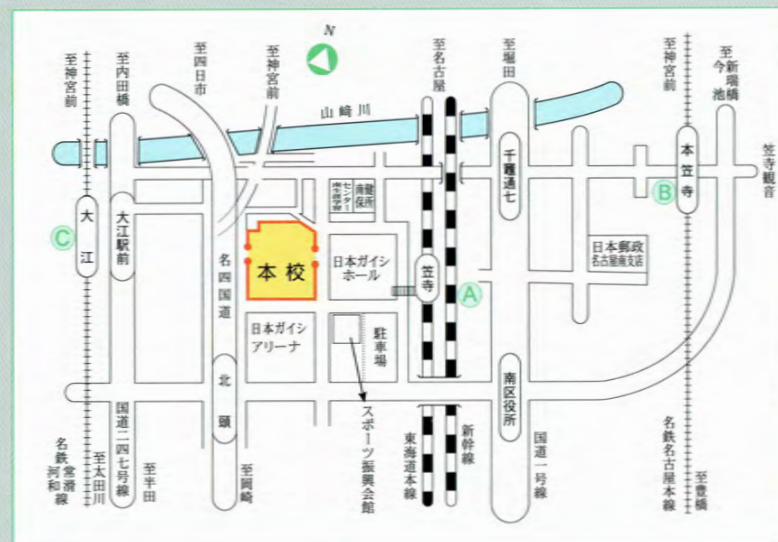 N
至神宮前
至内田橋
至四日市
至神宮前
至名古屋
至堀田
至神宮前
至新瑞橋
今池
山崎川
笠寺観音
本笠寺
B
千竈通七
南保健所
大江
C
大江駅前
名四国道
本校
日本ガイシ
ホール
笠寺
A
日本郵政
名古屋南支店
日本ガイシ
アリーナ
駐車場
北頭
南区役所
スポーツ振興会館
国道二四七号線
至半田
至岡崎
東海道本線
新幹線
国道一号線
名鉄名古屋本線
至豊橋
名鉄常滑線
河和
至太田川